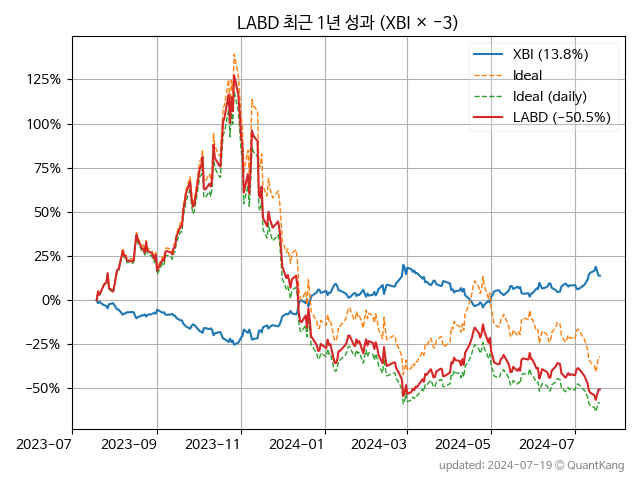 LABD 최근 1년 성과 (XBI × −3)
XBI (13.8%)
Ideal
Ideal (daily)
LABD (−50.5%)
125%
100%
75%
50%
25%
0%
−25%
−50%
2023-07
2023-09
2023-11
2024-01
2024-03
2024-05
2024-07
updated: 2024-07-19 ⓒ QuantKang